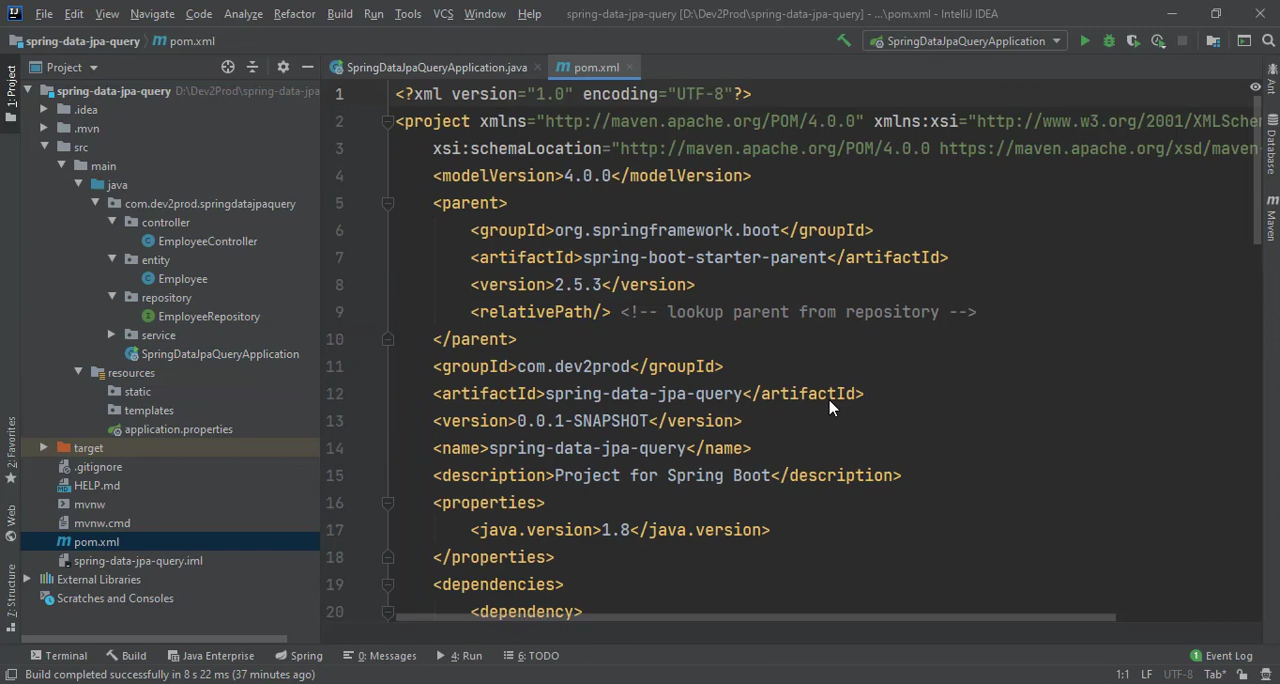 File Edit View Navigate Code Analyze Refactor Build Run Tools VCS Window Help spring-data-jpa-query [D:\Dev2Prod\spring-data-jpa-query] - ...\pom.xml - IntelliJ IDEA
spring-data-jpa-query pom.xml SpringDataJpaQueryApplication
Project SpringDataJpaQueryApplication.java pom.xml
1: Project
spring-data-jpa-query D:\Dev2Prod\spring-data-jpa
.idea
.mvn
src
main
java
com.dev2prod.springdatajpaquery
controller
EmployeeController
entity
Employee
repository
EmployeeRepository
service
SpringDataJpaQueryApplication
resources
static
templates
application.properties
target
.gitignore
HELP.md
mvnw
mvnw.cmd
pom.xml
spring-data-jpa-query.iml
External Libraries
Scratches and Consoles
2: Favorites
Web
7: Structure
1 <?xml version="1.0" encoding="UTF-8"?>
2 <project xmlns="http://maven.apache.org/POM/4.0.0" xmlns:xsi="http://www.w3.org/2001/XMLSchem
3 xsi:schemaLocation="http://maven.apache.org/POM/4.0.0 https://maven.apache.org/xsd/maven-
4 <modelVersion>4.0.0</modelVersion>
5 <parent>
6 <groupId>org.springframework.boot</groupId>
7 <artifactId>spring-boot-starter-parent</artifactId>
8 <version>2.5.3</version>
9 <relativePath/> <!-- lookup parent from repository -->
10 </parent>
11 <groupId>com.dev2prod</groupId>
12 <artifactId>spring-data-jpa-query</artifactId>
13 <version>0.0.1-SNAPSHOT</version>
14 <name>spring-data-jpa-query</name>
15 <description>Project for Spring Boot</description>
16 <properties>
17 <java.version>1.8</java.version>
18 </properties>
19 <dependencies>
20 <dependency>
Ant
Database
Maven
Terminal Build Java Enterprise Spring 0: Messages 4: Run 6: TODO 1 Event Log
Build completed successfully in 8 s 22 ms (37 minutes ago) 1:1 LF UTF-8 Tab*